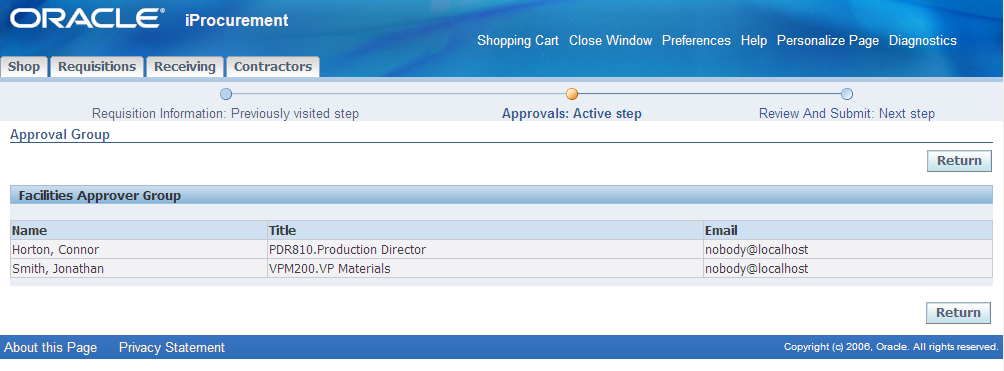 ORACLE® iProcurement
Shopping Cart Close Window Preferences Help Personalize Page Diagnostics
Shop Requisitions Receiving Contractors
Requisition Information: Previously visited step Approvals: Active step Review And Submit: Next step
Approval Group
Return
Facilities Approver Group
Name Title Email
Horton, Connor PDR810.Production Director nobody@localhost
Smith, Jonathan VPM200.VP Materials nobody@localhost
Return
About this Page Privacy Statement Copyright (c) 2006, Oracle. All rights reserved.